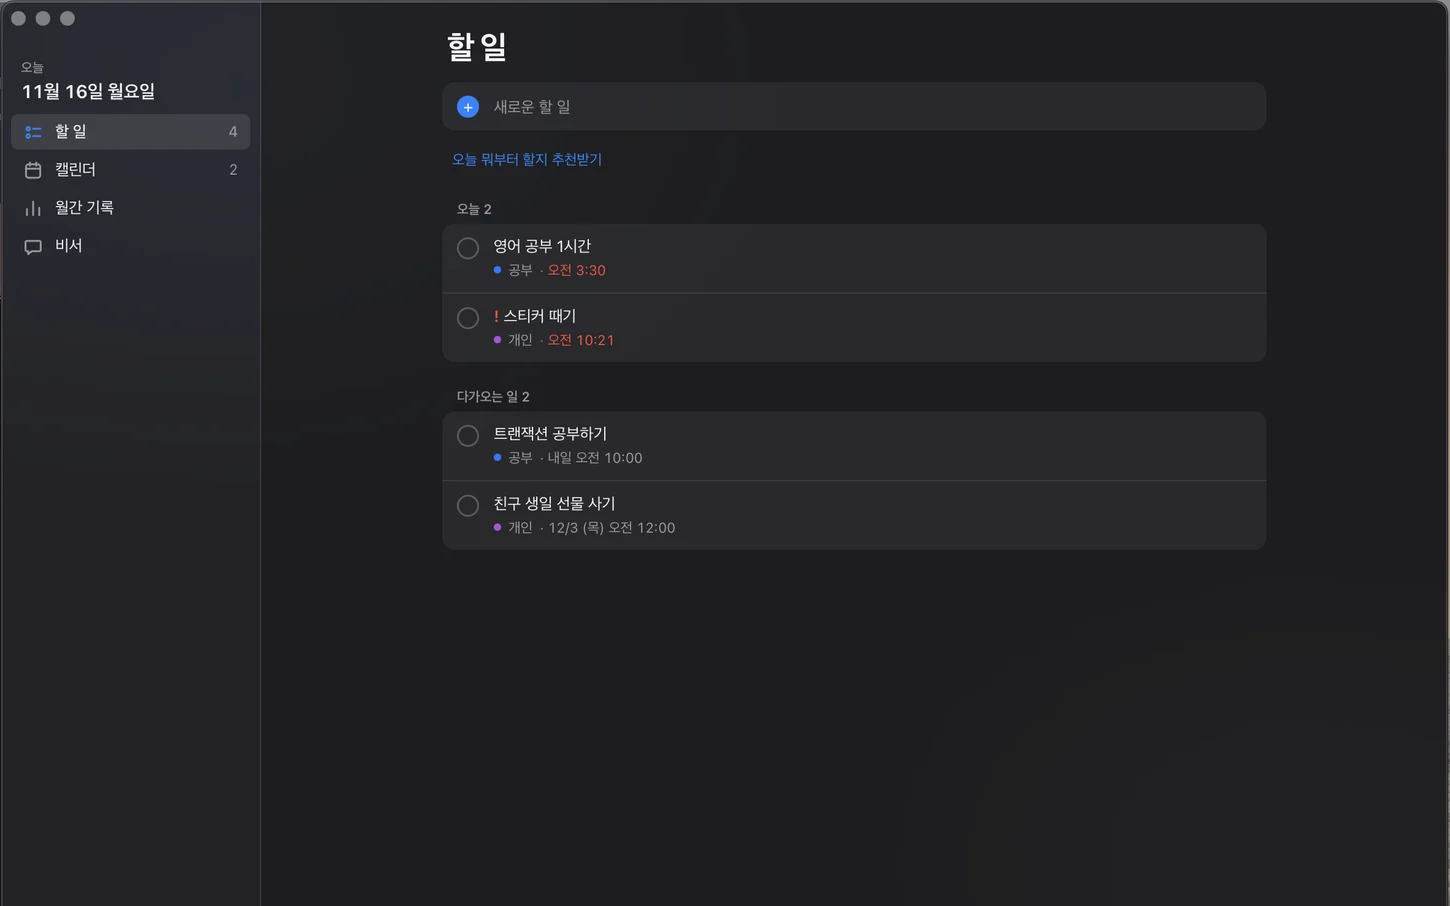 오늘
11월 16일 월요일
할 일 4
캘린더 2
월간 기록
비서
할 일
새로운 할 일
오늘 뭐부터 할지 추천받기
오늘 2
영어 공부 1시간
공부 · 오전 3:30
! 스티커 때기
개인 · 오전 10:21
다가오는 일 2
트랜잭션 공부하기
공부 · 내일 오전 10:00
친구 생일 선물 사기
개인 · 12/3 (목) 오전 12:00